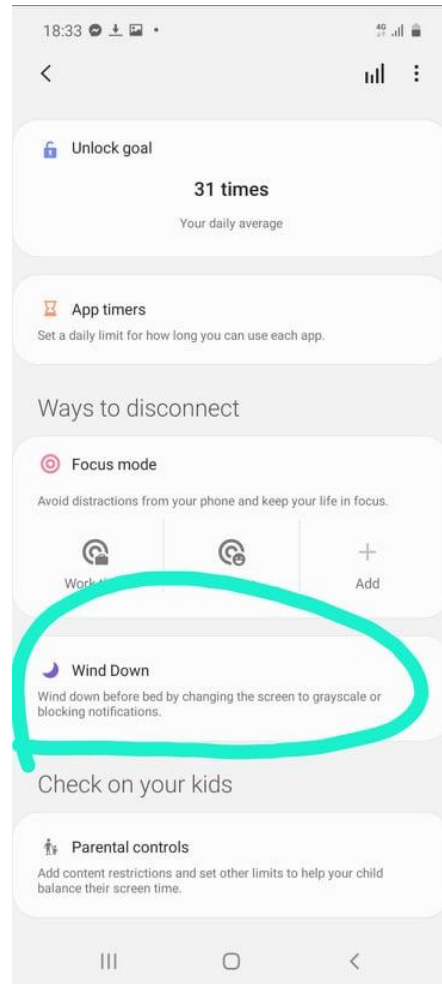 18:33
4G
Unlock goal
31 times
Your daily average
App timers
Set a daily limit for how long you can use each app.
Ways to disconnect
Focus mode
Avoid distractions from your phone and keep your life in focus.
Add
Wind Down
Wind down before bed by changing the screen to grayscale or
blocking notifications.
Check on your kids
Parental controls
Add content restrictions and set other limits to help your child
balance their screen time.